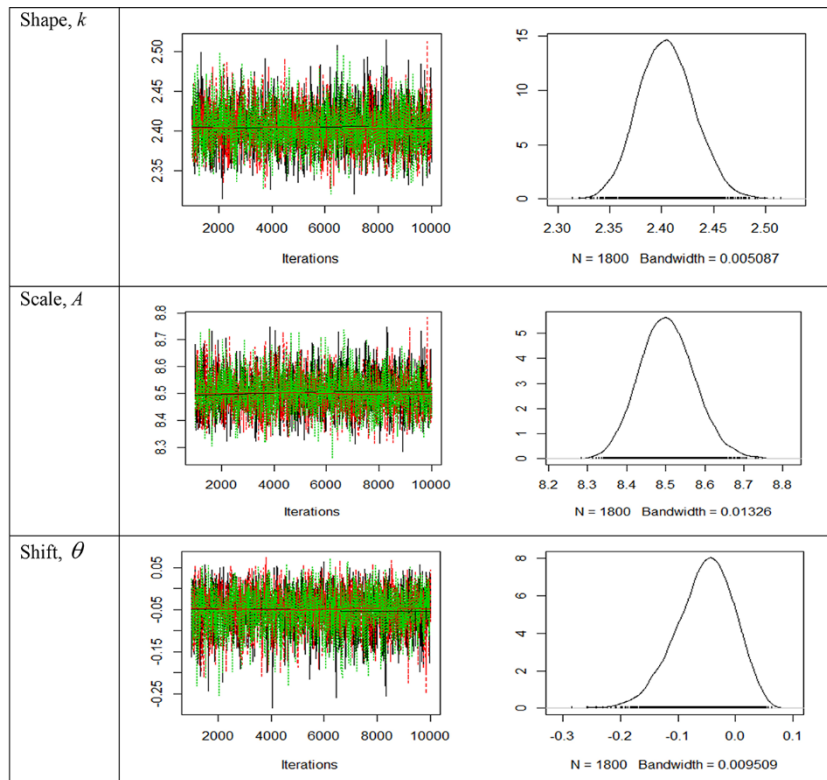 Shape, k
2.35 2.40 2.45 2.50
2000 4000 6000 8000 10000
Iterations
0 5 10 15
2.30 2.35 2.40 2.45 2.50
N = 1800 Bandwidth = 0.005087
Scale, A
8.3 8.4 8.5 8.6 8.7 8.8
2000 4000 6000 8000 10000
Iterations
0 1 2 3 4 5
8.2 8.3 8.4 8.5 8.6 8.7 8.8
N = 1800 Bandwidth = 0.01326
Shift, θ
-0.25 -0.15 -0.05 0.05
2000 4000 6000 8000 10000
Iterations
0 2 4 6 8
-0.3 -0.2 -0.1 0.0 0.1
N = 1800 Bandwidth = 0.009509